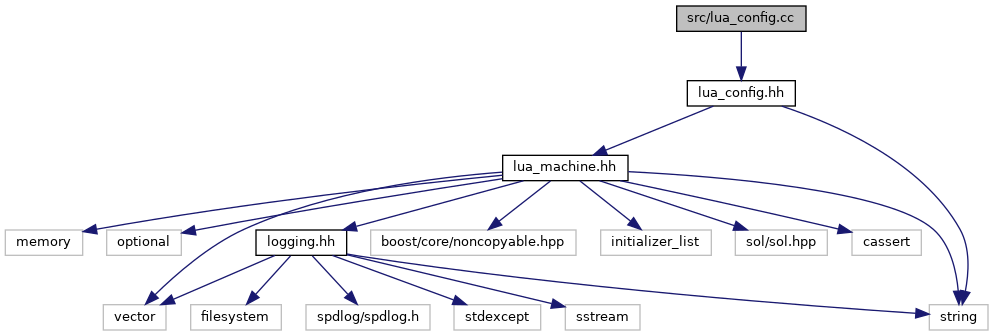 src/lua_config.cc
lua_config.hh
lua_machine.hh
memory
optional
logging.hh
boost/core/noncopyable.hpp
initializer_list
sol/sol.hpp
cassert
vector
filesystem
spdlog/spdlog.h
stdexcept
sstream
string